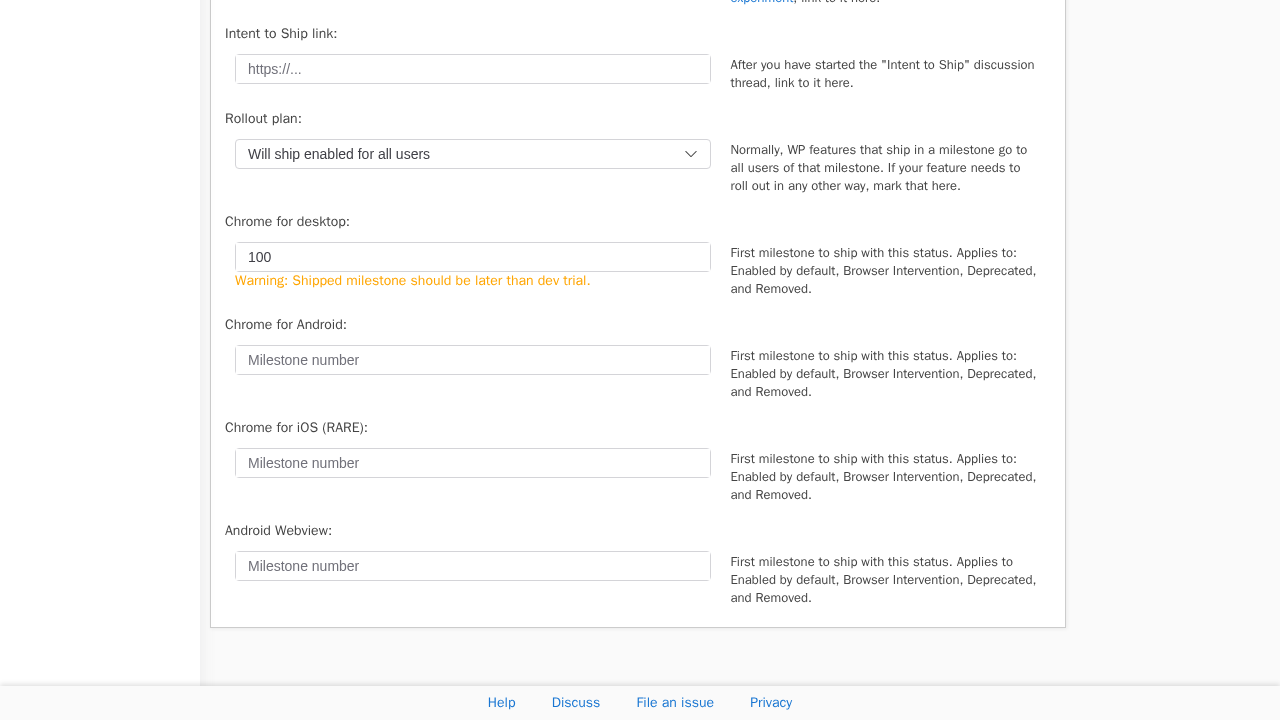 experiment, link to it here.
Intent to Ship link:
https://...
After you have started the "Intent to Ship" discussion
thread, link to it here.
Rollout plan:
Will ship enabled for all users
Normally, WP features that ship in a milestone go to
all users of that milestone. If your feature needs to
roll out in any other way, mark that here.
Chrome for desktop:
100
Warning: Shipped milestone should be later than dev trial.
First milestone to ship with this status. Applies to:
Enabled by default, Browser Intervention, Deprecated,
and Removed.
Chrome for Android:
Milestone number
First milestone to ship with this status. Applies to:
Enabled by default, Browser Intervention, Deprecated,
and Removed.
Chrome for iOS (RARE):
Milestone number
First milestone to ship with this status. Applies to:
Enabled by default, Browser Intervention, Deprecated,
and Removed.
Android Webview:
Milestone number
First milestone to ship with this status. Applies to
Enabled by default, Browser Intervention, Deprecated,
and Removed.
Help Discuss File an issue Privacy